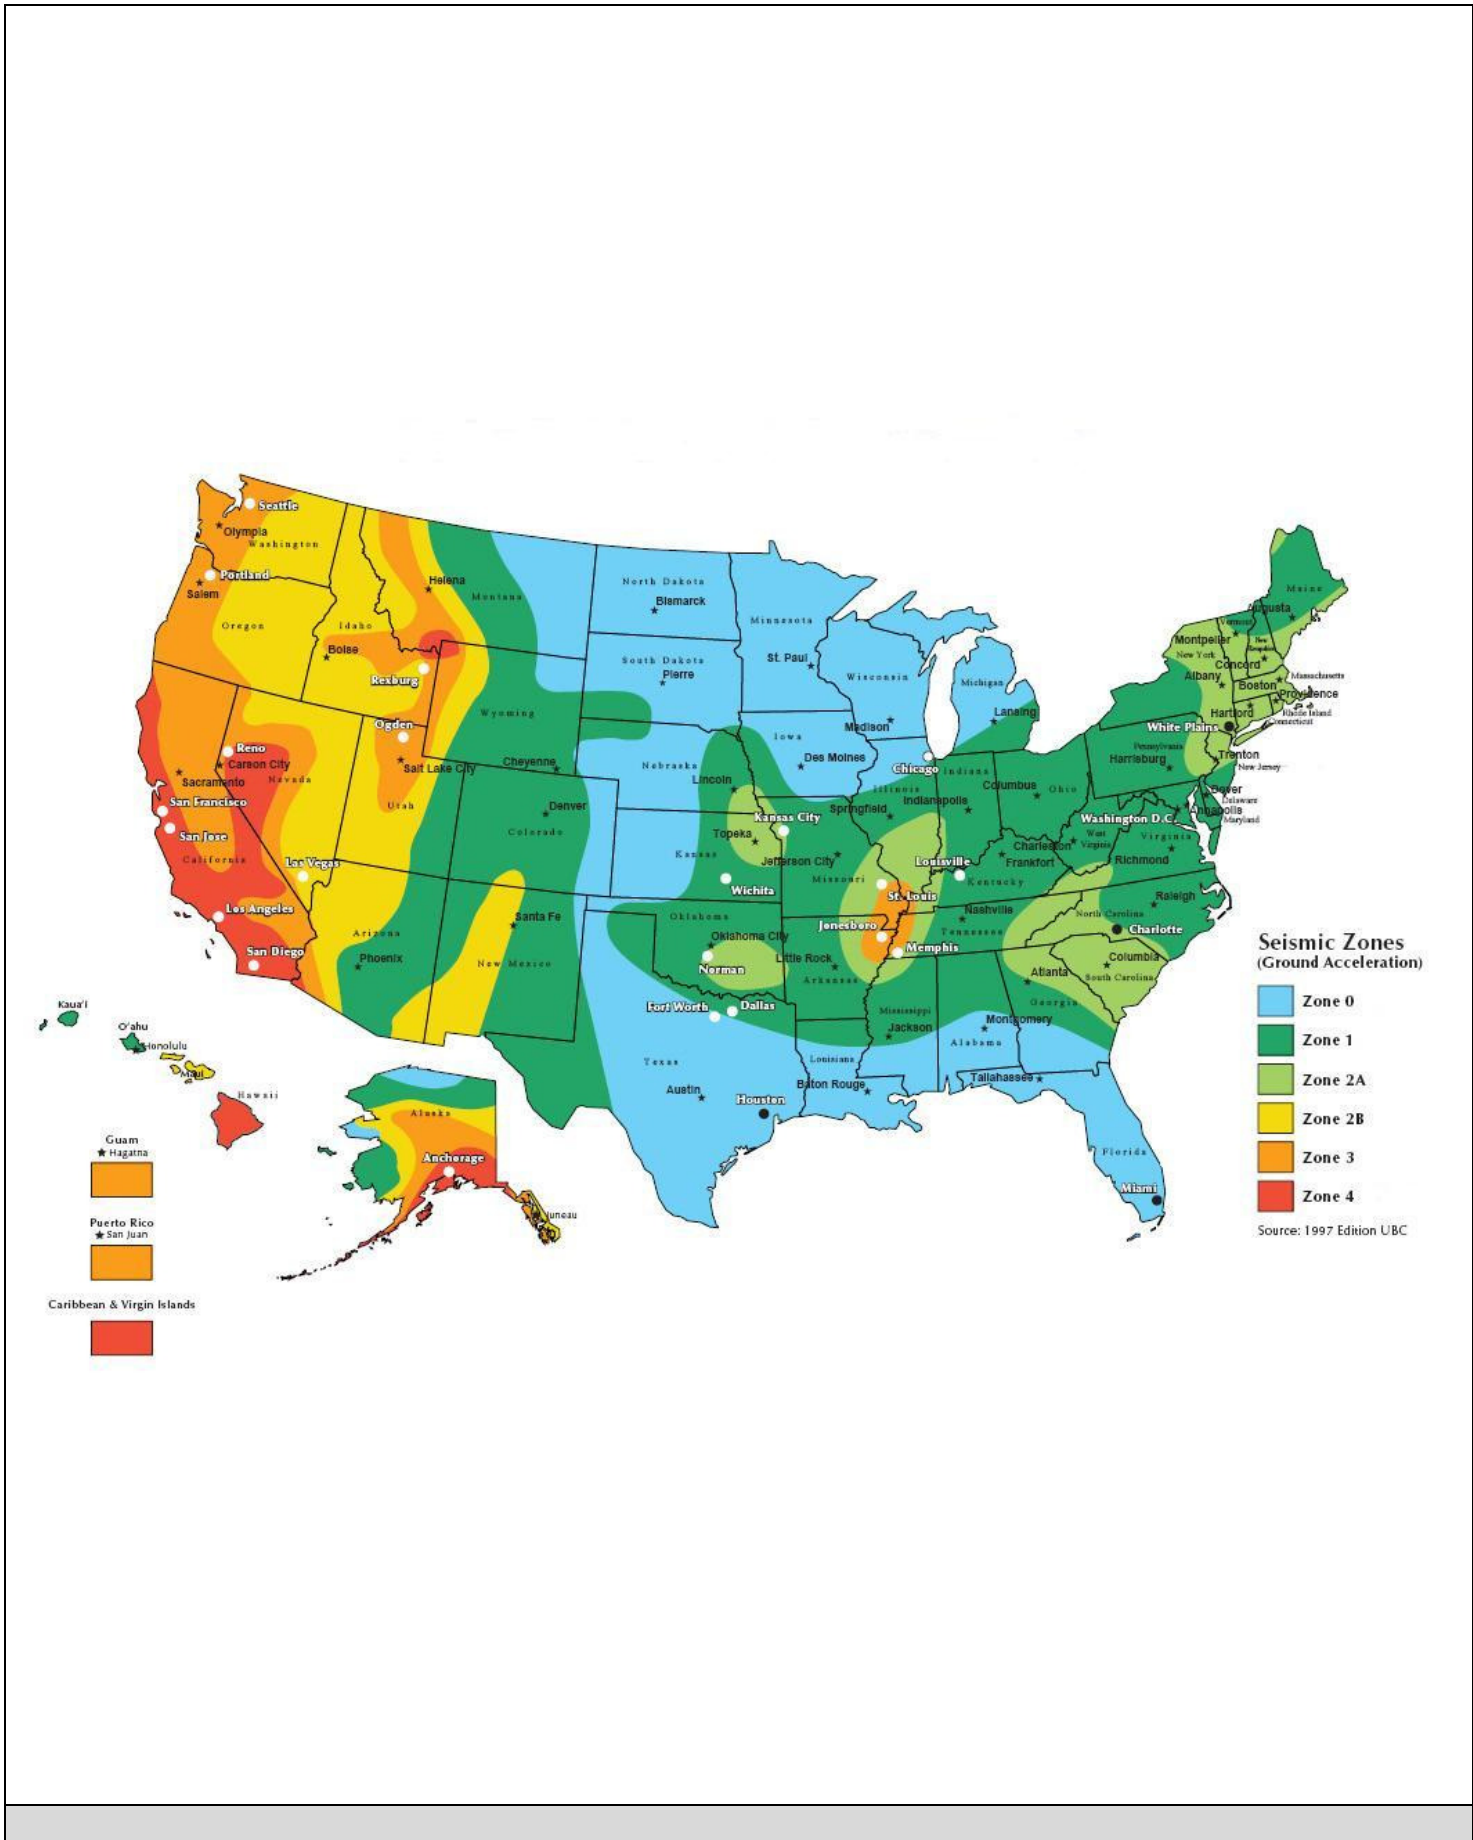 Seattle
Olympia
Washington
Portland
Salem
Oregon
Idaho
Boise
Helena
Montana
Rexburg
Ogden
Salt Lake City
Utah
Reno
Carson City
Nevada
Sacramento
San Francisco
San Jose
California
Las Vegas
Los Angeles
San Diego
Arizona
Phoenix
Wyoming
Cheyenne
Denver
Colorado
Santa Fe
New Mexico
North Dakota
Bismarck
South Dakota
Pierre
Nebraska
Lincoln
Kansas
Topeka
Kansas City
Wichita
Oklahoma
Oklahoma City
Norman
Fort Worth
Dallas
Texas
Austin
Houston
Minnesota
St. Paul
Wisconsin
Madison
Iowa
Des Moines
Michigan
Lansing
Chicago
Illinois
Springfield
Indiana
Indianapolis
Columbus
Ohio
Jefferson City
Missouri
St. Louis
Jonesboro
Memphis
Little Rock
Arkansas
Louisville
Frankfort
Kentucky
Nashville
Tennessee
Mississippi
Jackson
Louisiana
Baton Rouge
Alabama
Montgomery
Tallahassee
Florida
Miami
Atlanta
Georgia
Columbia
South Carolina
North Carolina
Charlotte
Raleigh
Charleston
West
Virginia
Virginia
Richmond
Washington D.C.
Annapolis
Maryland
Dover
Delaware
Pennsylvania
Harrisburg
Trenton
New Jersey
White Plains
New York
Albany
Montpelier
Vermont
Concord
Maine
Augusta
Boston
Massachusetts
Providence
Rhode Island
Hartford
Connecticut
Kaua'i
O'ahu
Honolulu
Maui
Hawaii
Alaska
Anchorage
Juneau
Guam
Hagatna
Puerto Rico
San Juan
Caribbean & Virgin Islands
Seismic Zones
(Ground Acceleration)
Zone 0
Zone 1
Zone 2A
Zone 2B
Zone 3
Zone 4
Source: 1997 Edition UBC